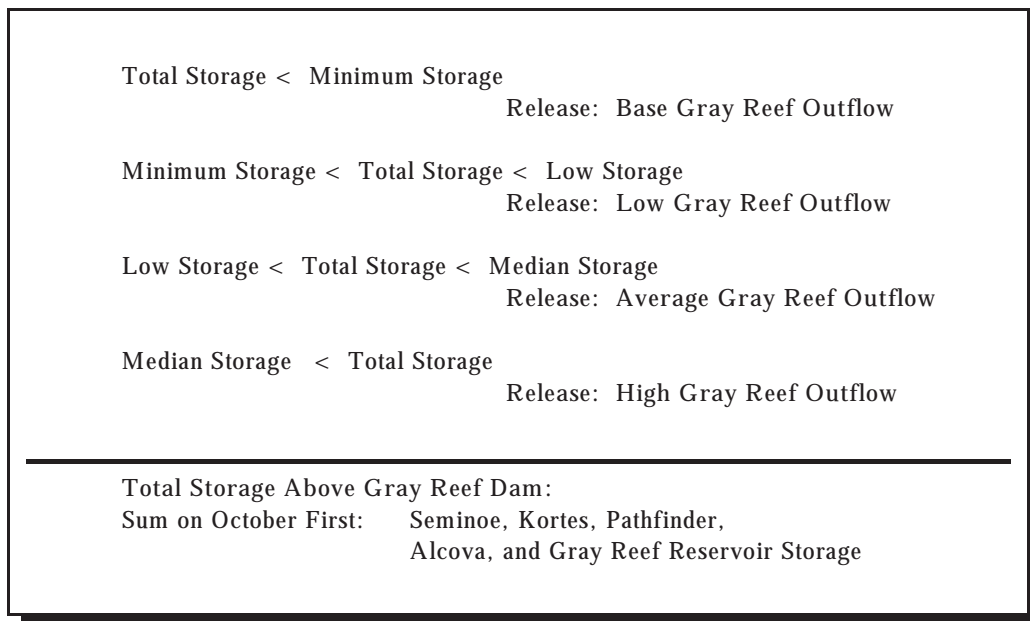 Total Storage < Minimum Storage
Release: Base Gray Reef Outflow
Minimum Storage < Total Storage < Low Storage
Release: Low Gray Reef Outflow
Low Storage < Total Storage < Median Storage
Release: Average Gray Reef Outflow
Median Storage < Total Storage
Release: High Gray Reef Outflow
Total Storage Above Gray Reef Dam:
Sum on October First: Seminoe, Kortes, Pathfinder,
Alcova, and Gray Reef Reservoir Storage